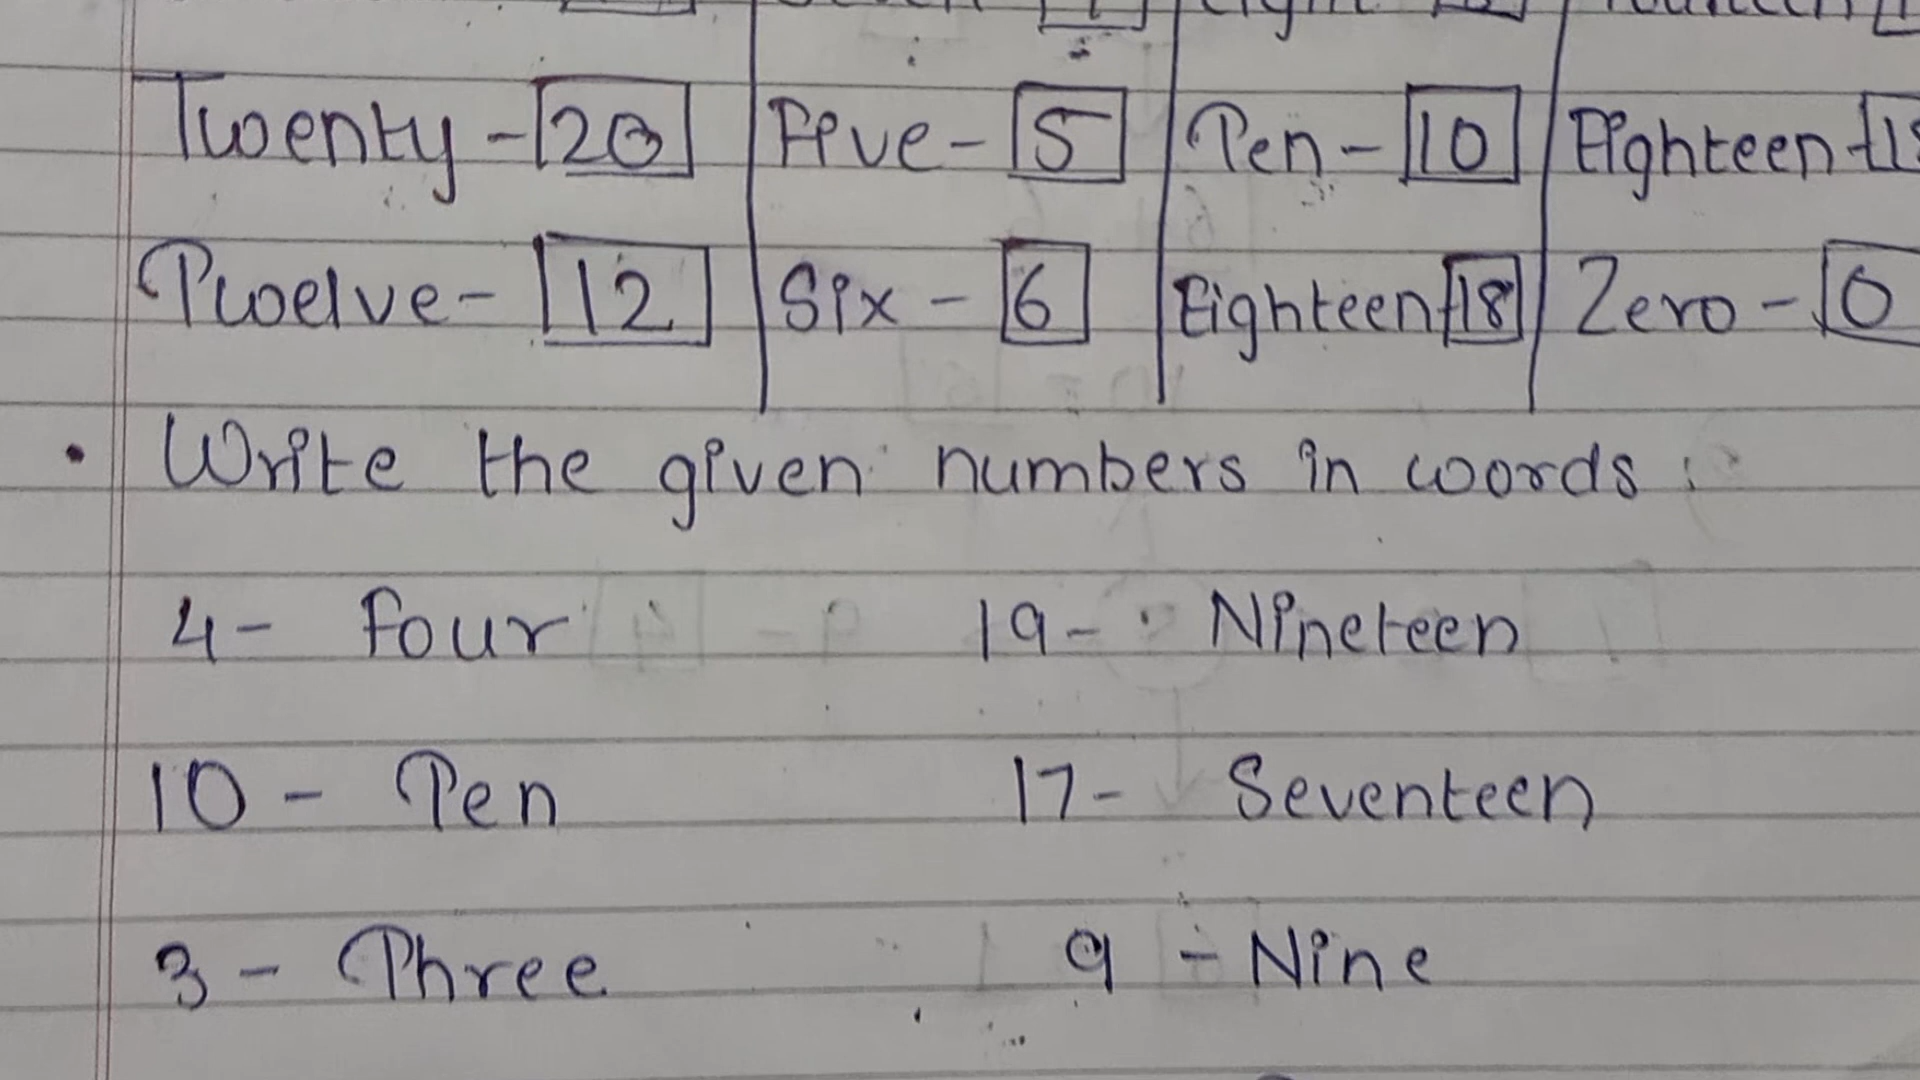 Twenty - 20 Five - 5 Ten - 10 Eighteen - 18
Twelve - 12 Six - 6 Eighteen - 18 Zero - 0
• Write the given numbers in words :
4 - Four 19 - Nineteen
10 - Ten 17 - Seventeen
3 - Three 9 - Nine